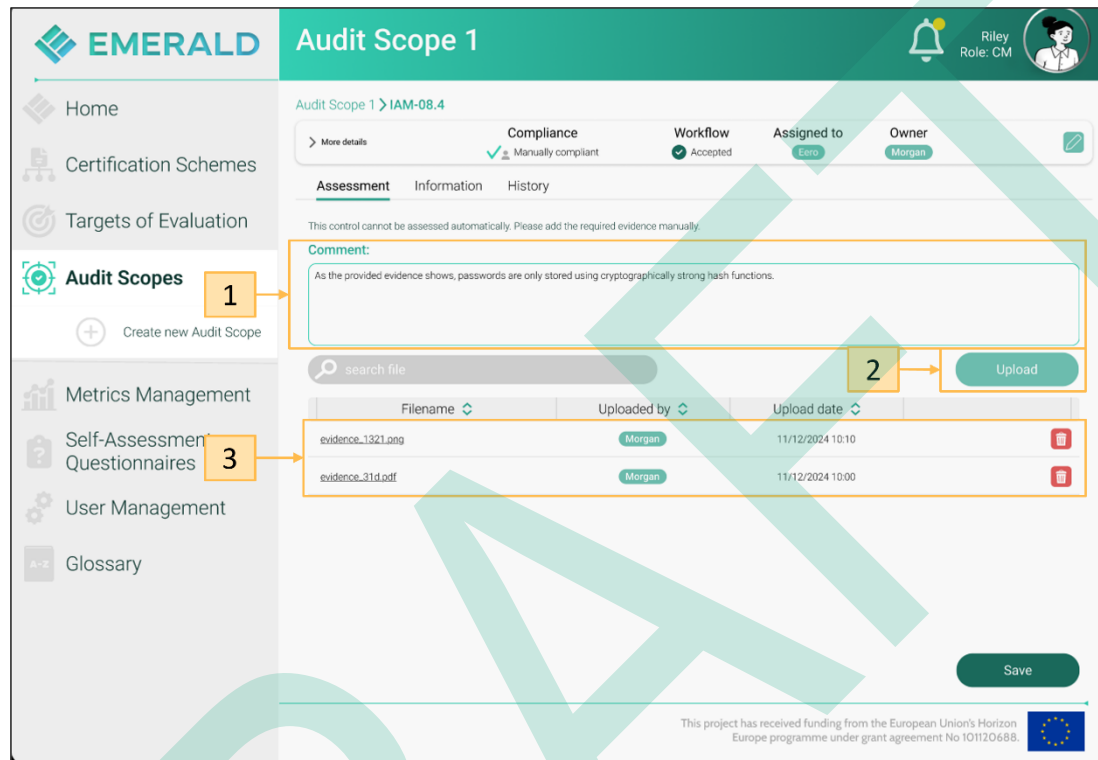 EMERALD
Audit Scope 1
Riley
Role: CM
Home
Certification Schemes
Targets of Evaluation
Audit Scopes
Create new Audit Scope
Metrics Management
Self-Assessment
Questionnaires
User Management
A-Z
Glossary
Audit Scope 1 > IAM-08.4
More details
Compliance
Manually compliant
Workflow
Accepted
Assigned to
Eero
Owner
Morgan
Assessment Information History
This control cannot be assessed automatically. Please add the required evidence manually.
Comment:
As the provided evidence shows, passwords are only stored using cryptographically strong hash functions.
1
search file
2
Upload
Filename Uploaded by Upload date
3
evidence_1321.png Morgan 11/12/2024 10:10
evidence_31d.pdf Morgan 11/12/2024 10:00
Save
This project has received funding from the European Union's Horizon
Europe programme under grant agreement No 101120688.